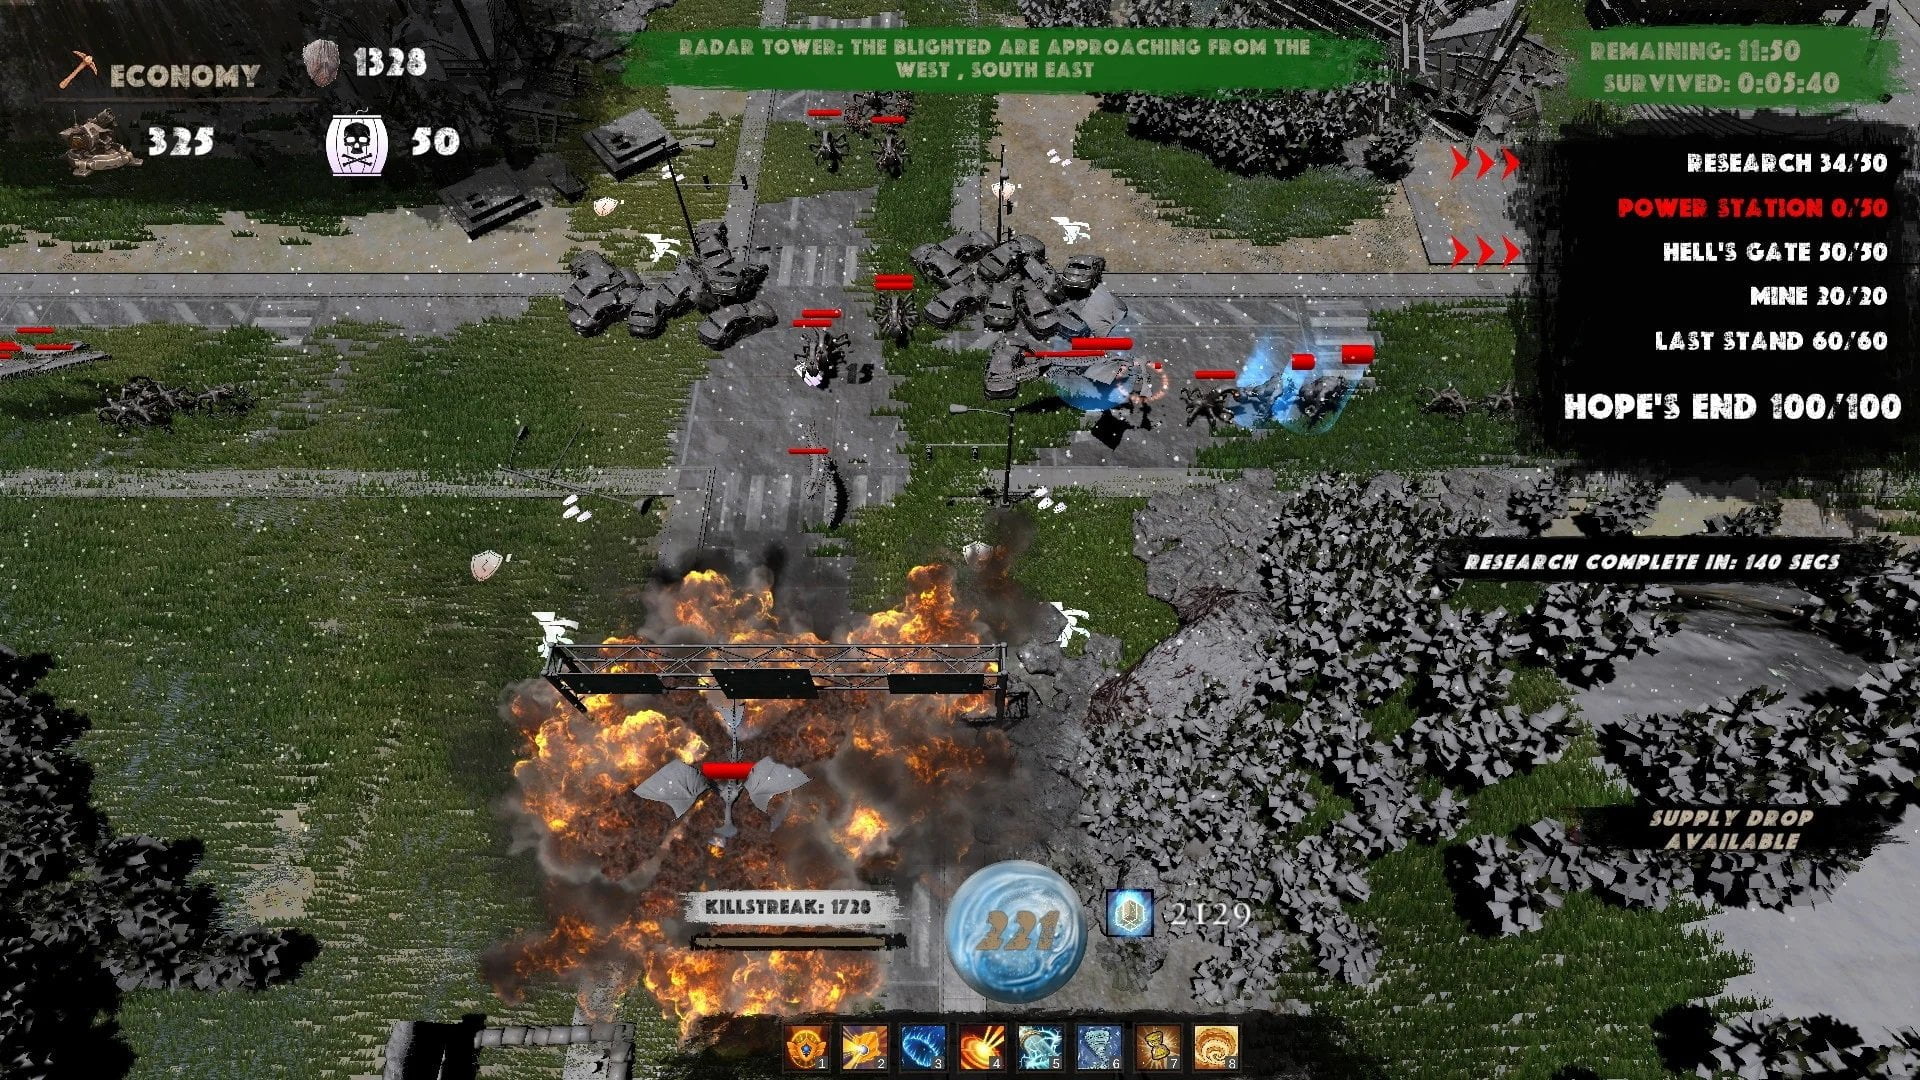 ECONOMY
1328
325
50
RADAR TOWER: THE BLIGHTED ARE APPROACHING FROM THE
WEST , SOUTH EAST
REMAINING: 11:50
SURVIVED: 0:05:40
RESEARCH 34/50
POWER STATION 0/50
HELL'S GATE 50/50
MINE 20/20
LAST STAND 60/60
HOPE'S END 100/100
15
RESEARCH COMPLETE IN: 140 SECS
SUPPLY DROP
AVAILABLE
KILLSTREAK: 1728
221
2129
1 2 3 4 5 6 7 8